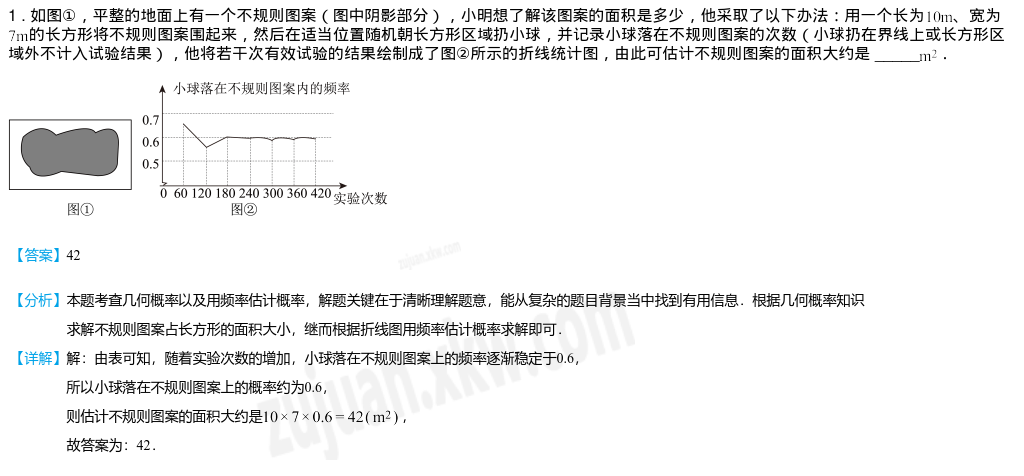 1．如图①，平整的地面上有一个不规则图案（图中阴影部分），小明想了解该图案的面积是多少，他采取了以下办法：用一个长为10m、宽为
7m的长方形将不规则图案围起来，然后在适当位置随机朝长方形区域扔小球，并记录小球落在不规则图案的次数（小球扔在界线上或长方形区
域外不计入试验结果），他将若干次有效试验的结果绘制成了图②所示的折线统计图，由此可估计不规则图案的面积大约是 ______m²．
小球落在不规则图案内的频率
0.7
0.6
0.5
0 60 120 180 240 300 360 420 实验次数
图① 图②
【答案】42
【分析】本题考查几何概率以及用频率估计概率，解题关键在于清晰理解题意，能从复杂的题目背景当中找到有用信息．根据几何概率知识
求解不规则图案占长方形的面积大小，继而根据折线图用频率估计概率求解即可．
【详解】解：由表可知，随着实验次数的增加，小球落在不规则图案上的频率逐渐稳定于0.6，
所以小球落在不规则图案上的概率约为0.6，
则估计不规则图案的面积大约是10×7×0.6=42(m²)，
故答案为：42．
zujuan.xkw.com
zujuan.xkw.com